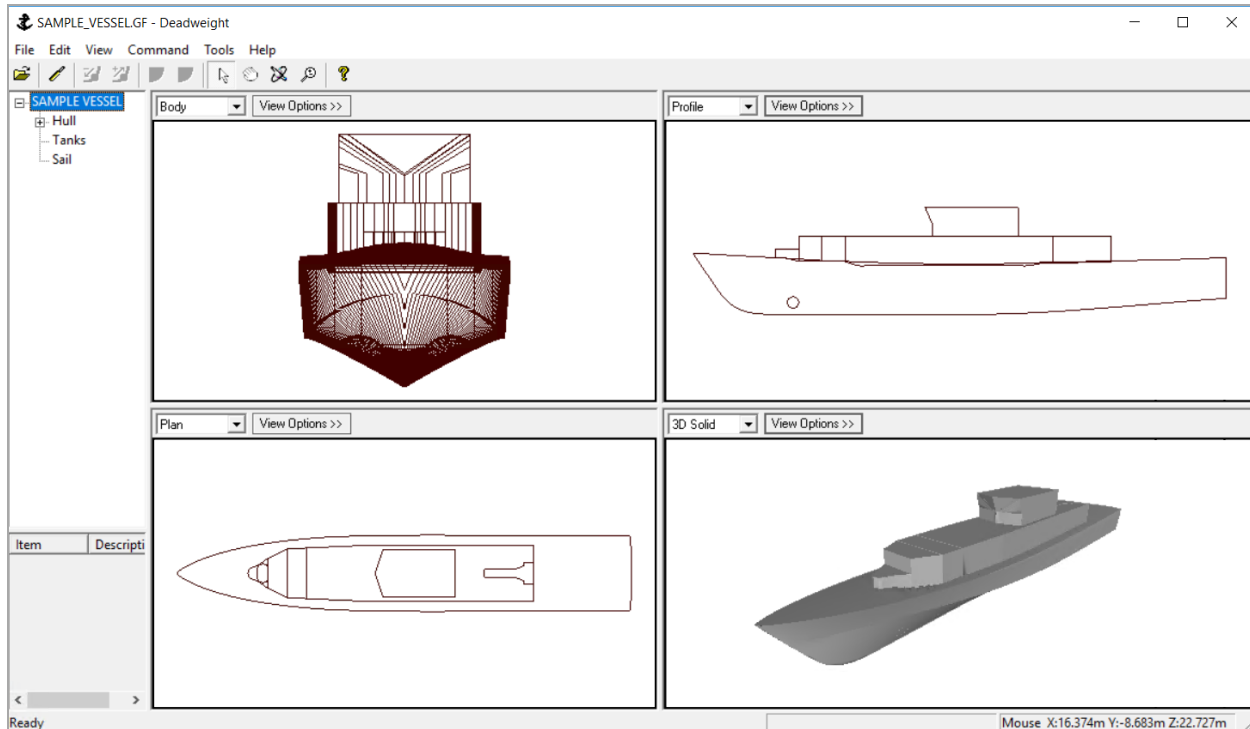 SAMPLE_VESSEL.GF - Deadweight
File Edit View Command Tools Help
SAMPLE VESSEL
Hull
Tanks
Sail
Item Descripti
Body View Options >>
Profile View Options >>
Plan View Options >>
3D Solid View Options >>
Ready
Mouse X:16.374m Y:-8.683m Z:22.727m